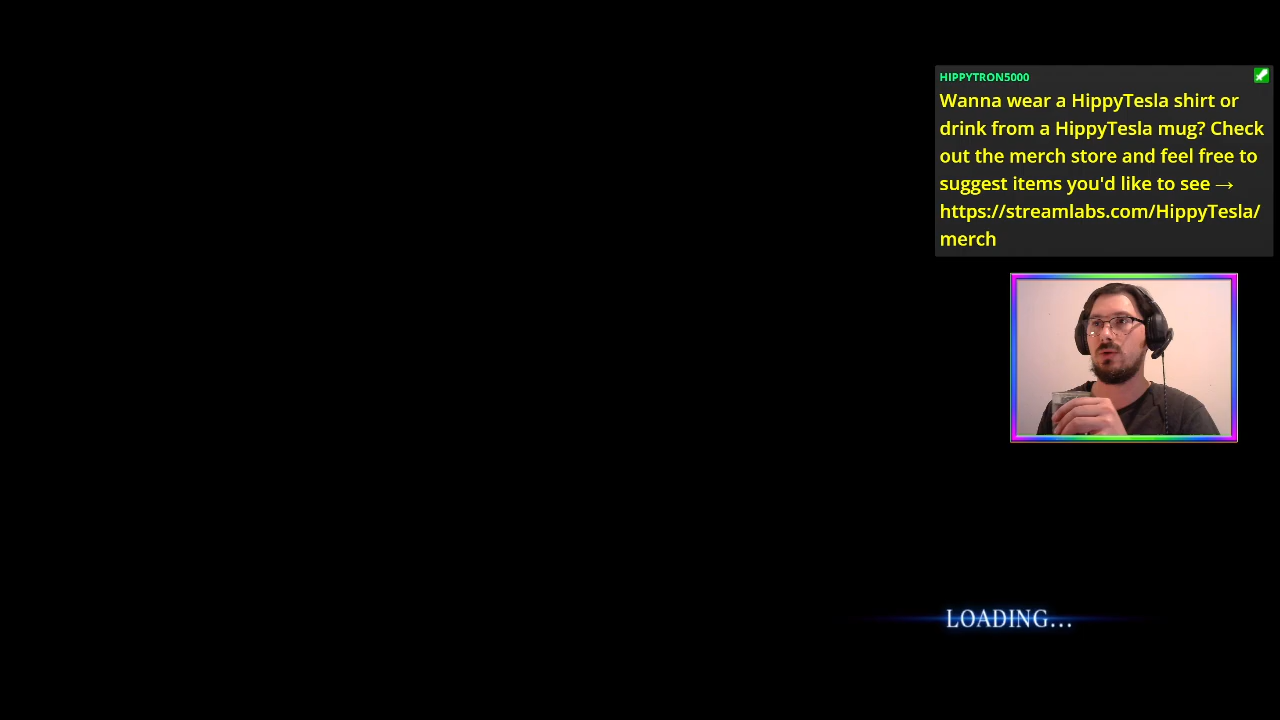 HIPPYTRON5000
Wanna wear a HippyTesla shirt or
drink from a HippyTesla mug? Check
out the merch store and feel free to
suggest items you'd like to see →
https://streamlabs.com/HippyTesla/
merch
LOADING...